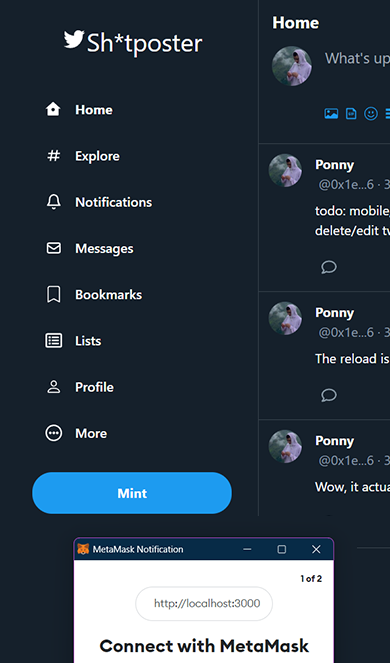 Sh*tposter
Home
Explore
Notifications
Messages
Bookmarks
Lists
Profile
More
Mint
Home
What's up
Ponny
@0x1e...6 · 3
todo: mobile,
delete/edit tw
Ponny
@0x1e...6 · 3
The reload is
Ponny
@0x1e...6 · 3
Wow, it actua
MetaMask Notification
1 of 2
http://localhost:3000
Connect with MetaMask